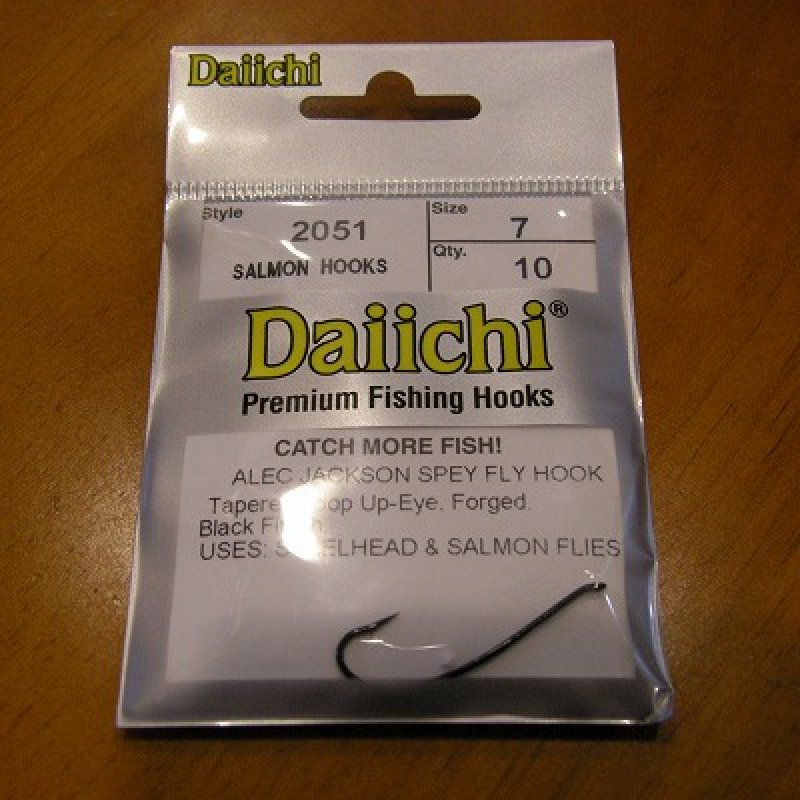 Daiichi
Style 2051 Size 7
SALMON HOOKS Qty. 10
Daiichi®
Premium Fishing Hooks
CATCH MORE FISH!
ALEC JACKSON SPEY FLY HOOK
Up-Eye. Forged.
Black
USES: & SALMON FLIES